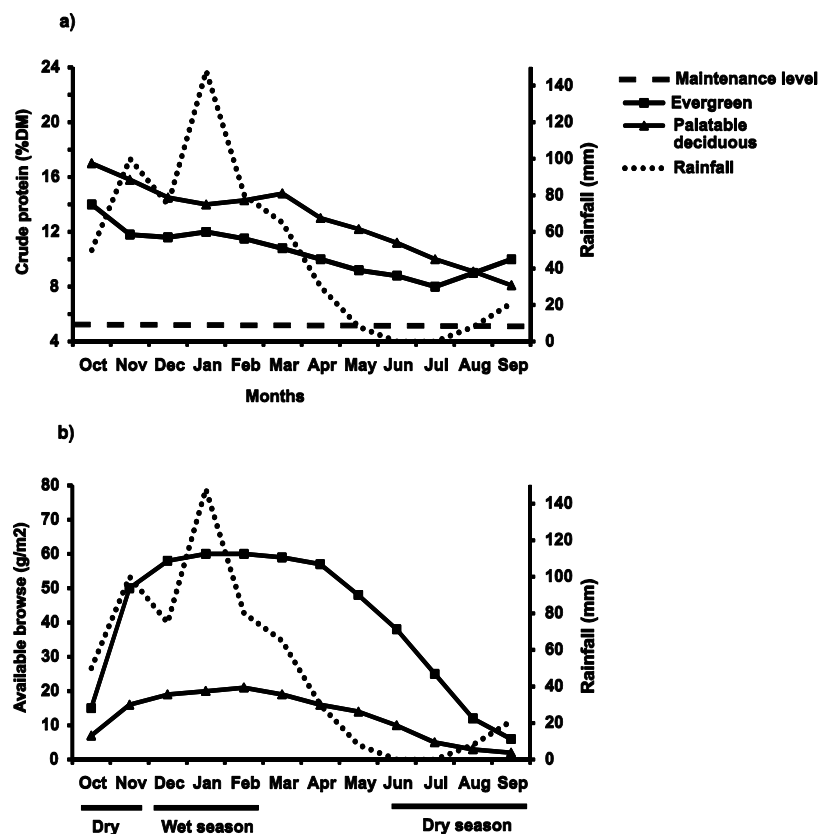 a)
24
20
16
12
8
4
Crude protein (%DM)
140
120
100
80
60
40
20
0
Rainfall (mm)
Oct Nov Dec Jan Feb Mar Apr May Jun Jul Aug Sep
Months
Maintenance level
Evergreen
Palatable
deciduous
Rainfall
b)
80
70
60
50
40
30
20
10
0
Available browse (g/m2)
140
120
100
80
60
40
20
0
Rainfall (mm)
Oct Nov Dec Jan Feb Mar Apr May Jun Jul Aug Sep
Dry Wet season Dry season